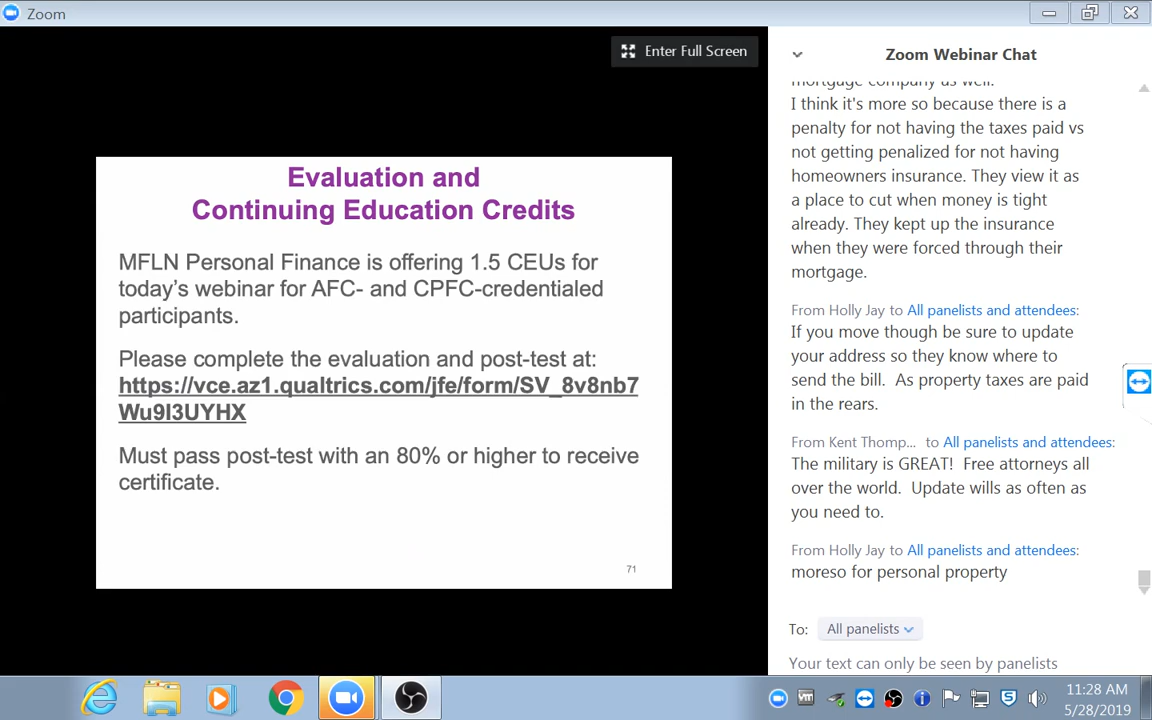 Zoom
Enter Full Screen
Evaluation and
Continuing Education Credits
MFLN Personal Finance is offering 1.5 CEUs for
today's webinar for AFC- and CPFC-credentialed
participants.
Please complete the evaluation and post-test at:
https://vce.az1.qualtrics.com/jfe/form/SV_8v8nb7
Wu9I3UYHX
Must pass post-test with an 80% or higher to receive
certificate.
71
Zoom Webinar Chat
mortgage company as well.
I think it's more so because there is a
penalty for not having the taxes paid vs
not getting penalized for not having
homeowners insurance. They view it as
a place to cut when money is tight
already. They kept up the insurance
when they were forced through their
mortgage.
From Holly Jay to All panelists and attendees:
If you move though be sure to update
your address so they know where to
send the bill. As property taxes are paid
in the rears.
From Kent Thomp... to All panelists and attendees:
The military is GREAT! Free attorneys all
over the world. Update wills as often as
you need to.
From Holly Jay to All panelists and attendees:
moreso for personal property
To: All panelists
Your text can only be seen by panelists
11:28 AM
5/28/2019